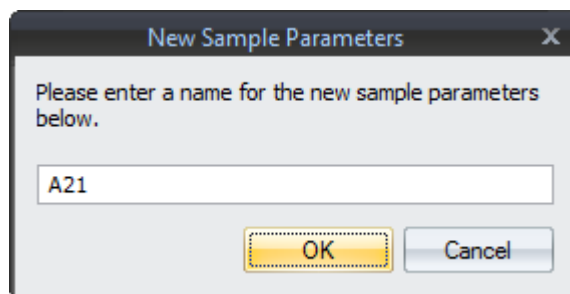 New Sample Parameters
Please enter a name for the new sample parameters
below.
A21
OK
Cancel